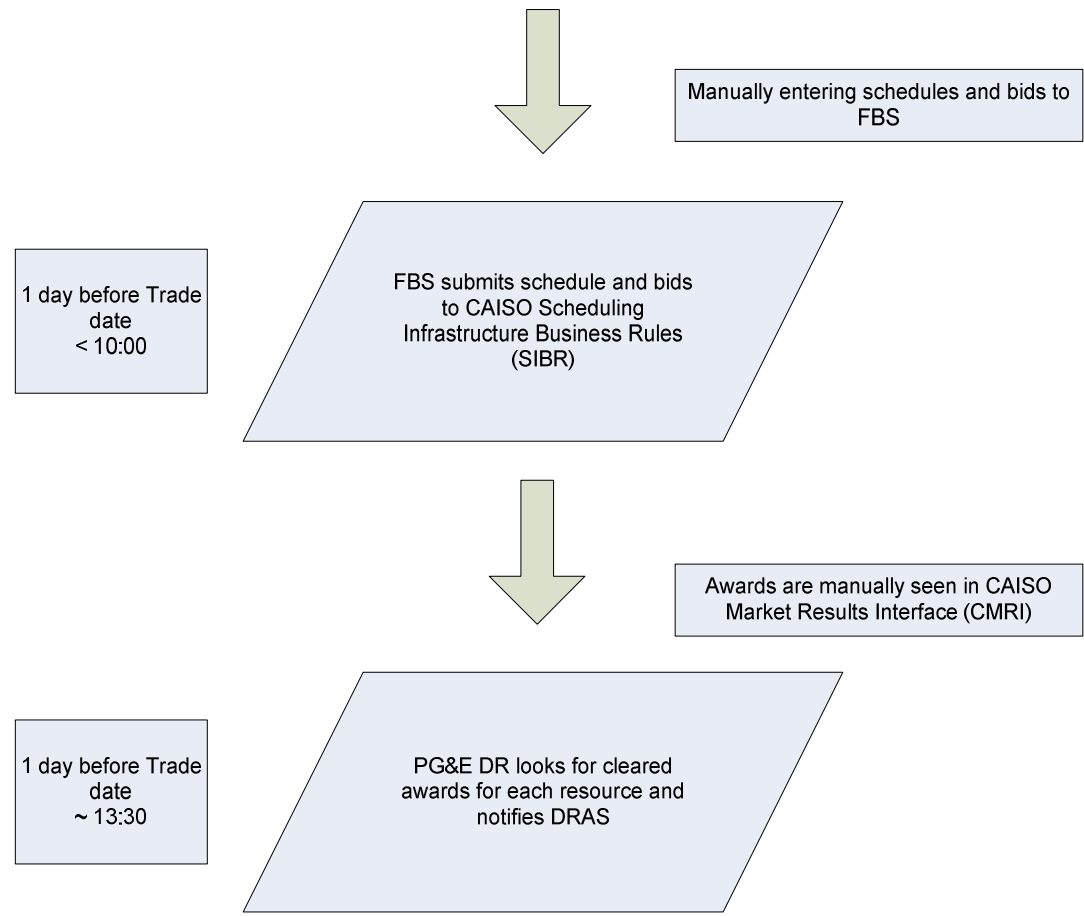 Manually entering schedules and bids to
FBS
1 day before Trade
date
< 10:00
FBS submits schedule and bids
to CAISO Scheduling
Infrastructure Business Rules
(SIBR)
Awards are manually seen in CAISO
Market Results Interface (CMRI)
1 day before Trade
date
~ 13:30
PG&E DR looks for cleared
awards for each resource and
notifies DRAS